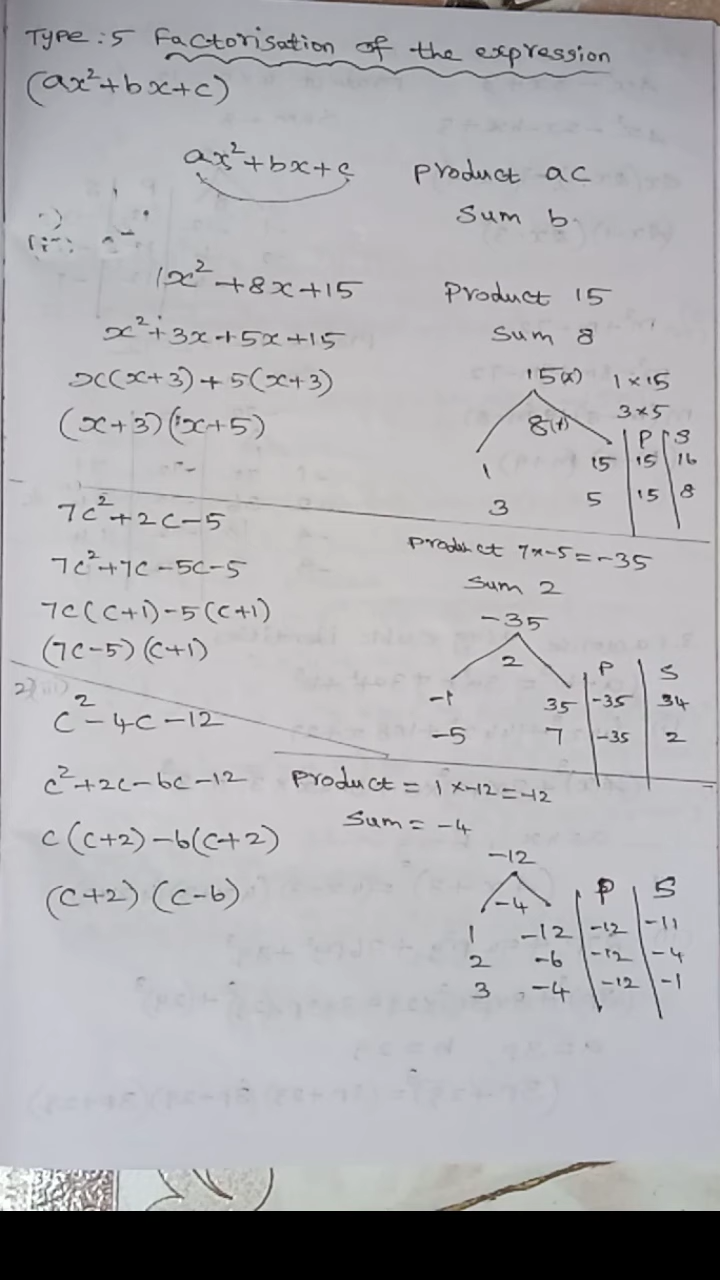 Type : 5 Factorisation of the expression
(ax²+bx+c)
ax²+bx+c product ac
Sum b
1x²+8x+15 Product 15
x²+3x+5x+15 Sum 8
x(x+3)+5(x+3) 15(x) 1×15
(x+3)(x+5) 8(+) 3×5
P S
1 15 15 16
3 5 15 8
7c²+2c-5
Product 7x-5=-35
7c²+7c-5c-5 Sum 2
7c(c+1)-5(c+1) -35
(7c-5)(c+1) 2 P S
-1 35 -35 34
-5 7 -35 2
2)
c²-4c-12
c²+2c-6c-12 Product = 1×-12=-12
Sum = -4
c(c+2)-6(c+2) -12
(c+2)(c-6) -4 P S
1 -12 -12 -11
2 -6 -12 -4
3 -4 -12 -1